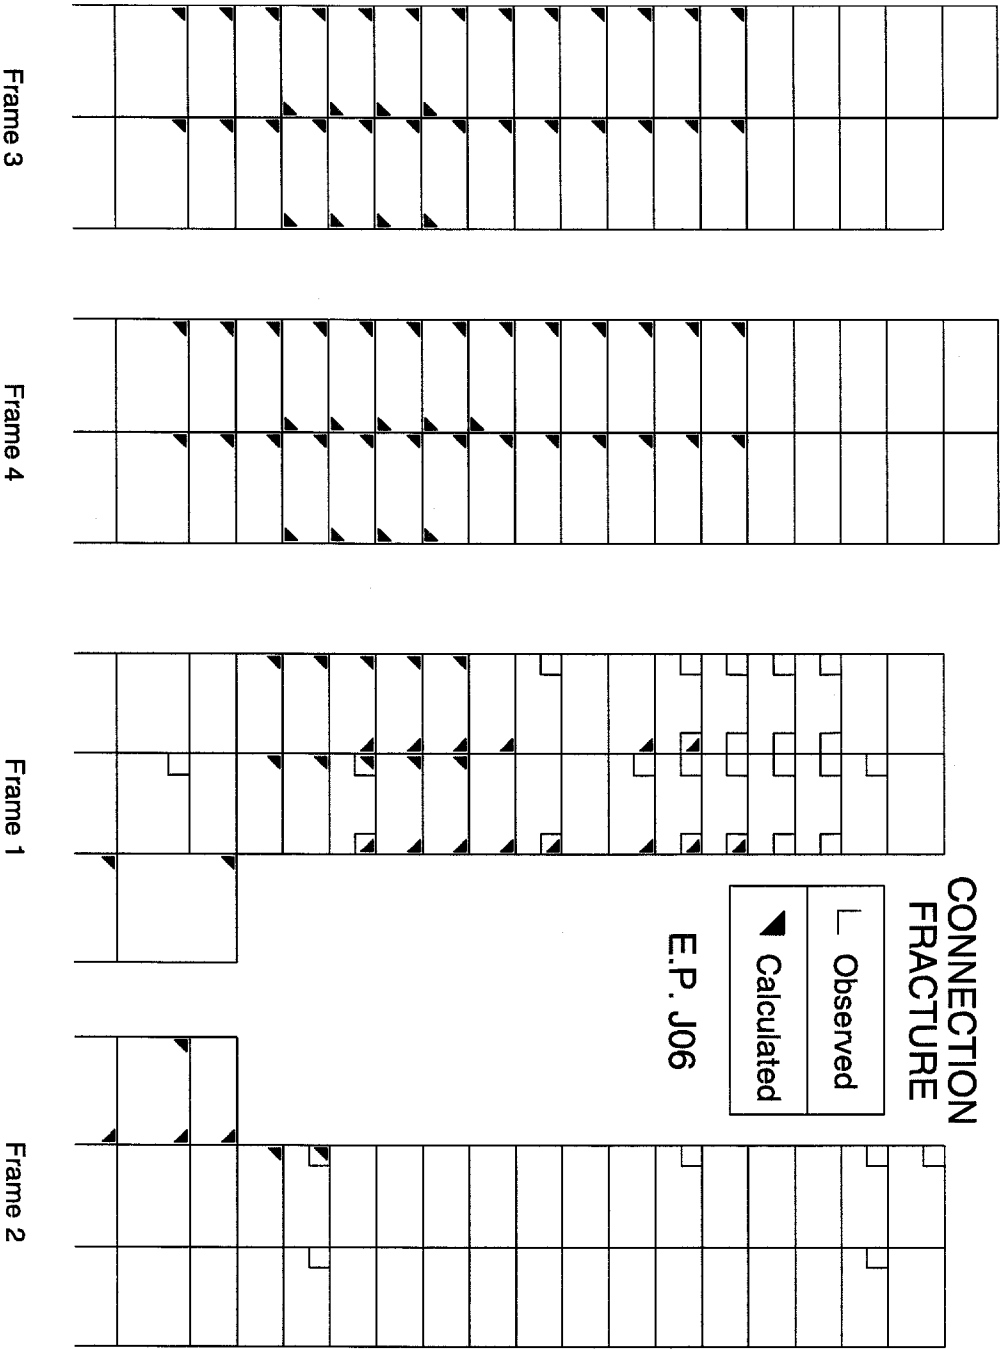 CONNECTION
FRACTURE
Observed
Calculated
E.P. J06
Frame 3
Frame 4
Frame 1
Frame 2